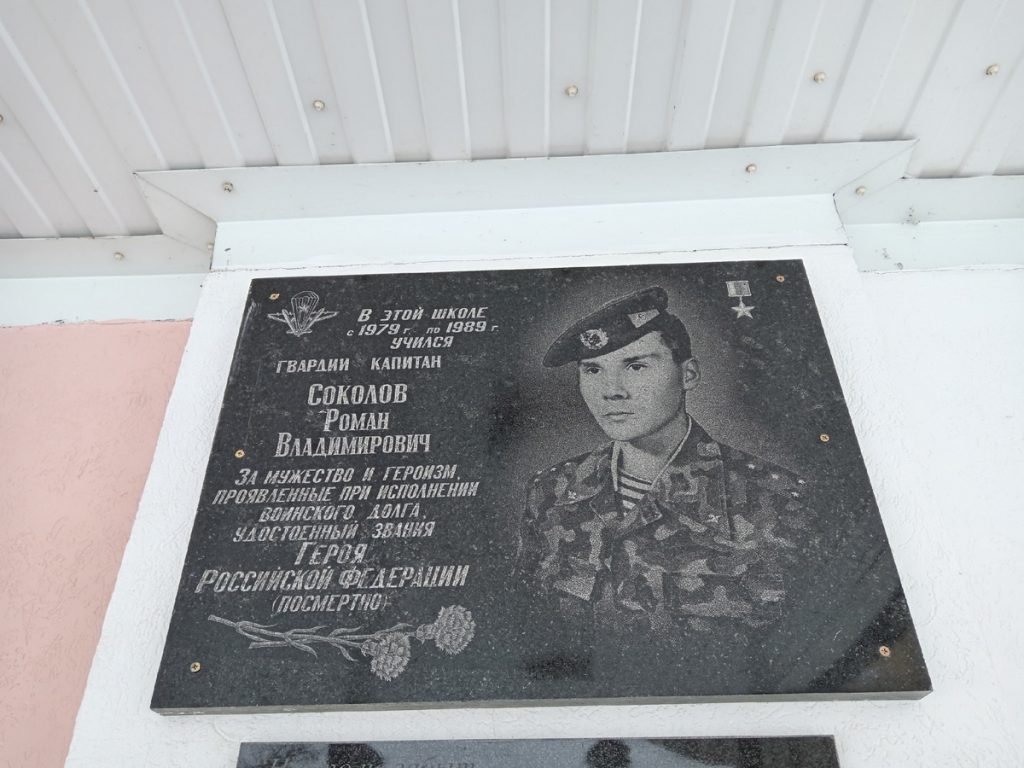 В ЭТОЙ ШКОЛЕ
с 1979 г. по 1989 г.
УЧИЛСЯ
ГВАРДИИ КАПИТАН
СОКОЛОВ
РОМАН
ВЛАДИМИРОВИЧ
ЗА МУЖЕСТВО И ГЕРОИЗМ,
ПРОЯВЛЕННЫЕ ПРИ ИСПОЛНЕНИИ
ВОИНСКОГО ДОЛГА,
УДОСТОЕННЫЙ ЗВАНИЯ
ГЕРОЯ
РОССИЙСКОЙ ФЕДЕРАЦИИ
(ПОСМЕРТНО)